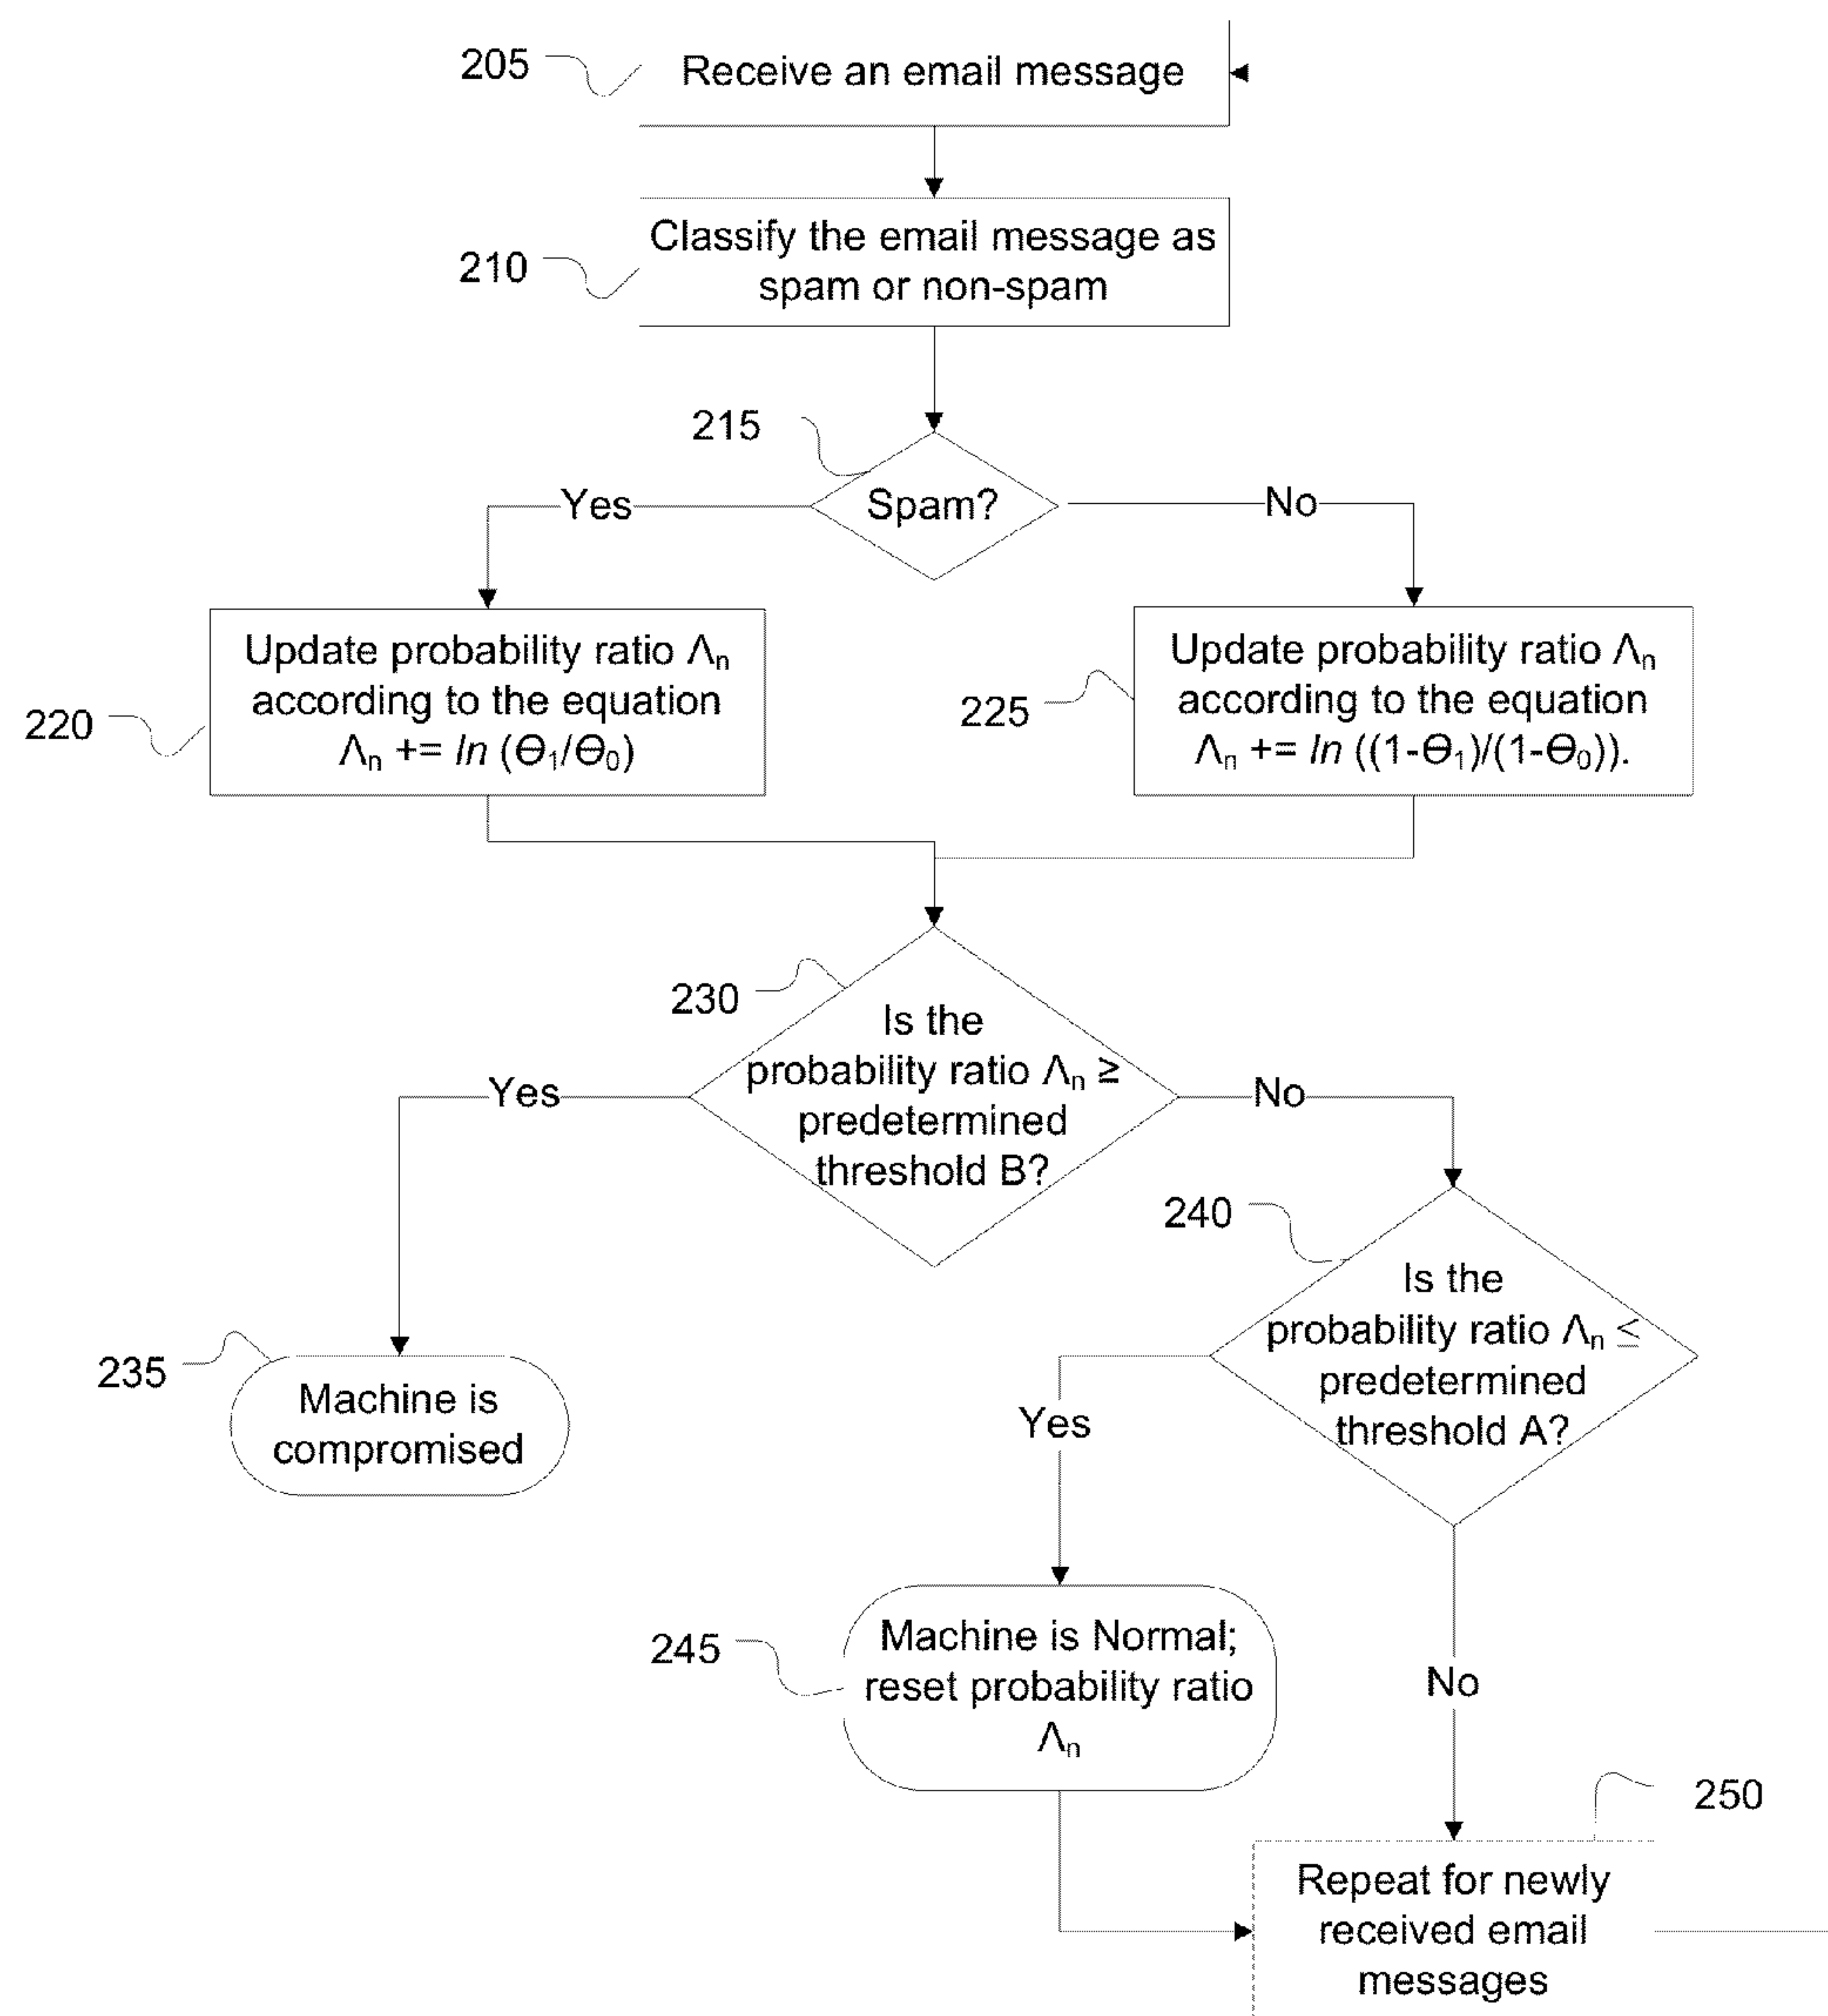 205
Receive an email message
210
Classify the email message as
spam or non-spam
215
Spam?
Yes
No
220
Update probability ratio Λn
according to the equation
Λn += ln (Θ1/Θ0)
225
Update probability ratio Λn
according to the equation
Λn += ln ((1-Θ1)/(1-Θ0)).
230
Is the
probability ratio Λn ≥
predetermined
threshold B?
Yes
No
235
Machine is
compromised
240
Is the
probability ratio Λn ≤
predetermined
threshold A?
Yes
No
245
Machine is Normal;
reset probability ratio
Λn
250
Repeat for newly
received email
messages